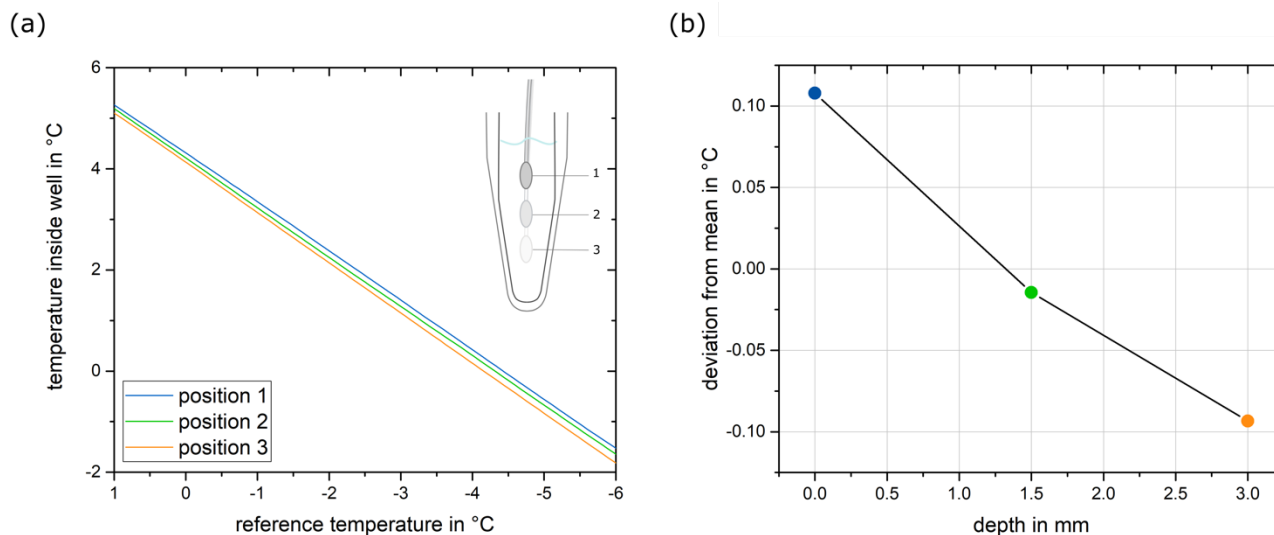 (a)
temperature inside well in °C
6
4
2
0
-2
1
2
3
position 1
position 2
position 3
1 0 -1 -2 -3 -4 -5 -6
reference temperature in °C
(b)
deviation from mean in °C
0.10
0.05
0.00
-0.05
-0.10
0.0 0.5 1.0 1.5 2.0 2.5 3.0
depth in mm